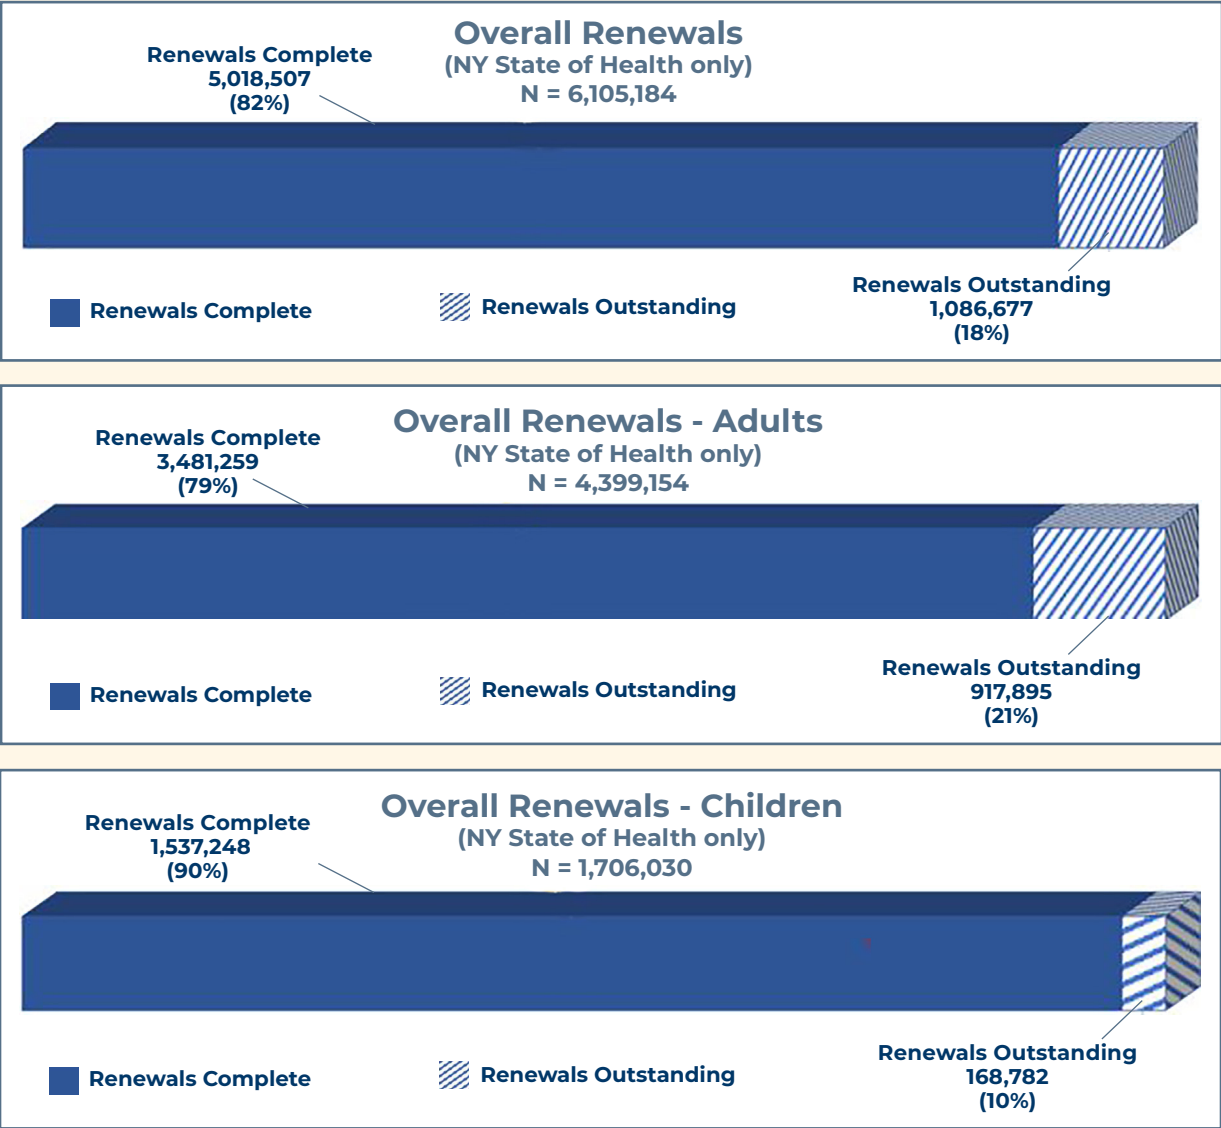 Overall Renewals
(NY State of Health only)
N = 6,105,184
Renewals Complete
5,018,507
(82%)
Renewals Outstanding
1,086,677
(18%)
Renewals Complete
Renewals Outstanding
Overall Renewals - Adults
(NY State of Health only)
N = 4,399,154
Renewals Complete
3,481,259
(79%)
Renewals Outstanding
917,895
(21%)
Renewals Complete
Renewals Outstanding
Overall Renewals - Children
(NY State of Health only)
N = 1,706,030
Renewals Complete
1,537,248
(90%)
Renewals Outstanding
168,782
(10%)
Renewals Complete
Renewals Outstanding